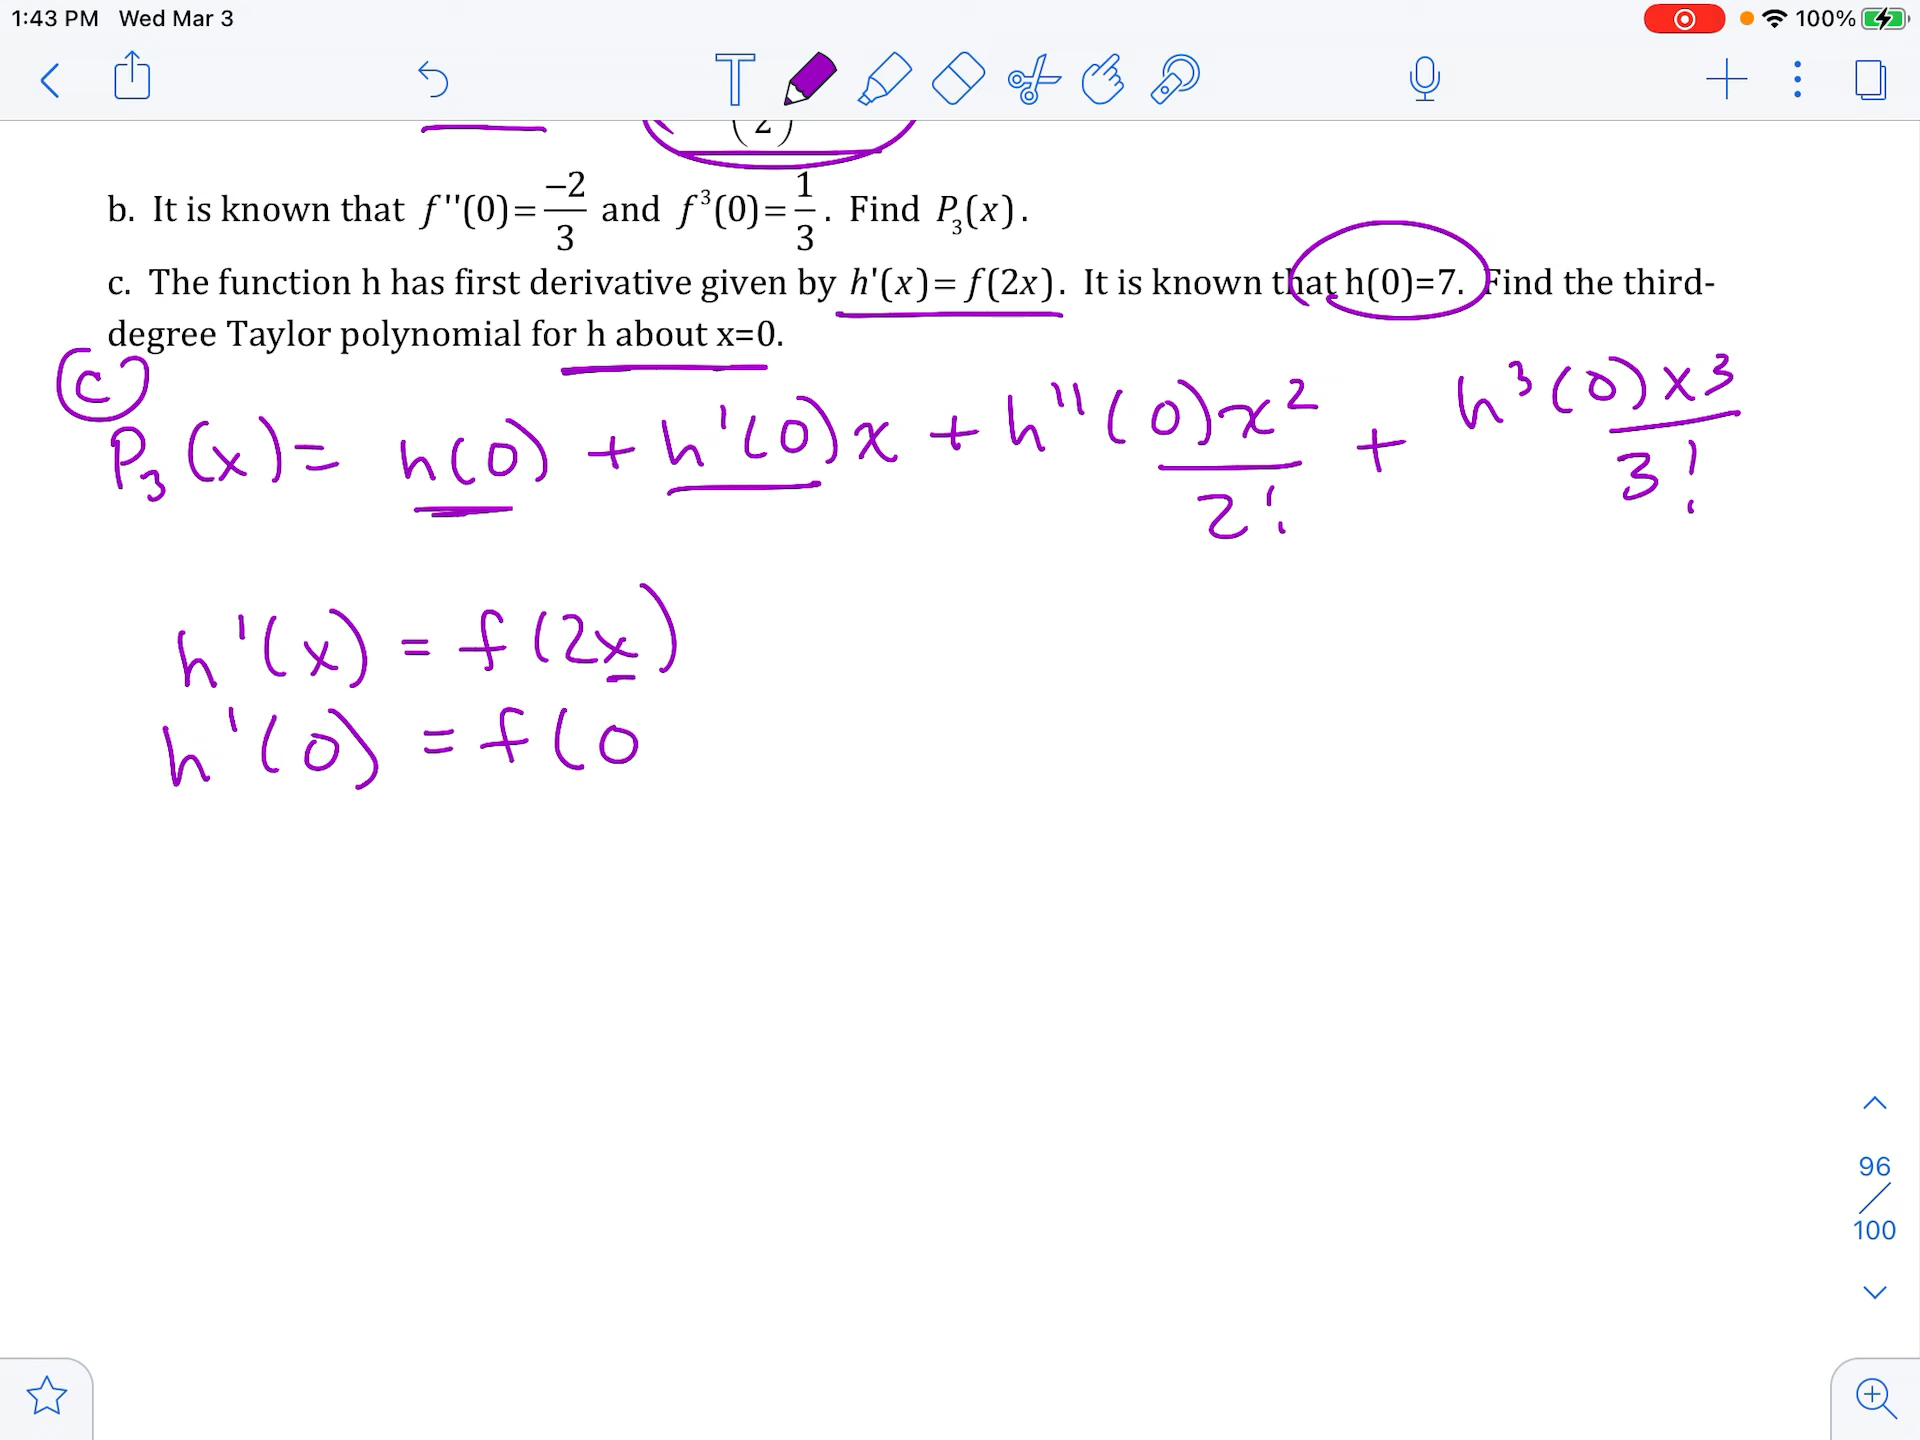 1:43 PM Wed Mar 3 100%
T
(2)
b. It is known that f''(0)=-2/3 and f³(0)=1/3. Find P₃(x).
c. The function h has first derivative given by h'(x)=f(2x). It is known that h(0)=7. Find the third-
degree Taylor polynomial for h about x=0.
c
P₃(x)= h(0) + h'(0)x + h''(0)x²/2! + h³(0)x³/3!
h'(x) = f(2x)
h'(0) = f(0
96
/
100